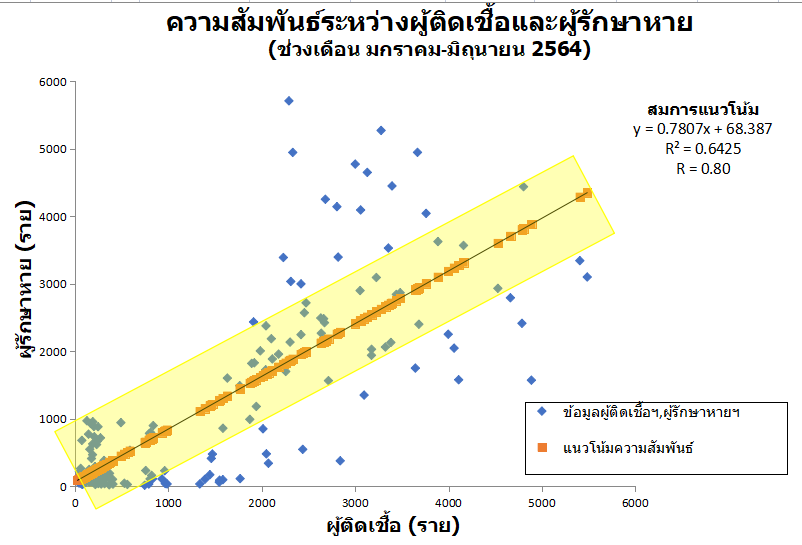 ความสัมพันธ์ระหว่างผู้ติดเชื้อและผู้รักษาหาย
(ช่วงเดือน มกราคม-มิถุนายน 2564)
สมการแนวโน้ม
y = 0.7807x + 68.387
R² = 0.6425
R = 0.80
ผู้รักษาหาย (ราย)
6000
5000
4000
3000
2000
1000
0
ข้อมูลผู้ติดเชื้อฯ,ผู้รักษาหายฯ
แนวโน้มความสัมพันธ์
0 1000 2000 3000 4000 5000 6000
ผู้ติดเชื้อ (ราย)